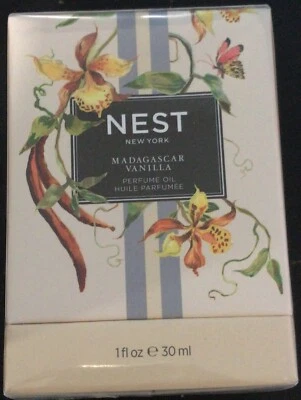 NEST
NEW YORK
MADAGASCAR
VANILLA
PERFUME OIL
HUILE PARFUMÉE
1 fl oz ℮ 30 ml